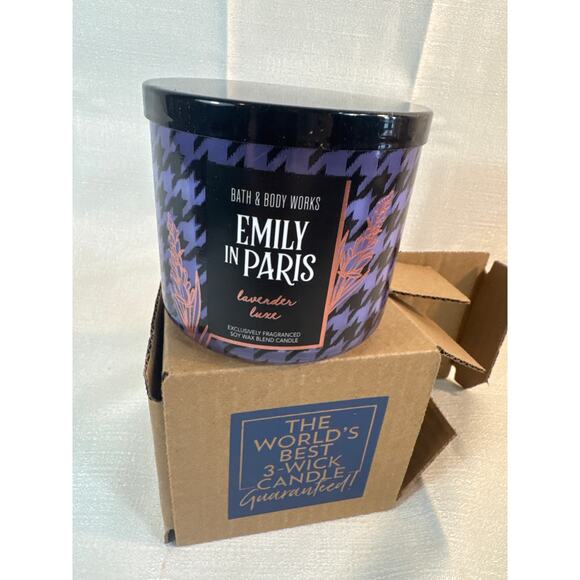 BATH & BODY WORKS
EMILY
IN PARIS
lavender
luxe
EXCLUSIVELY FRAGRANCED
SOY WAX BLEND CANDLE
THE
WORLD'S
BEST
3-WICK
CANDLE
Guaranteed!